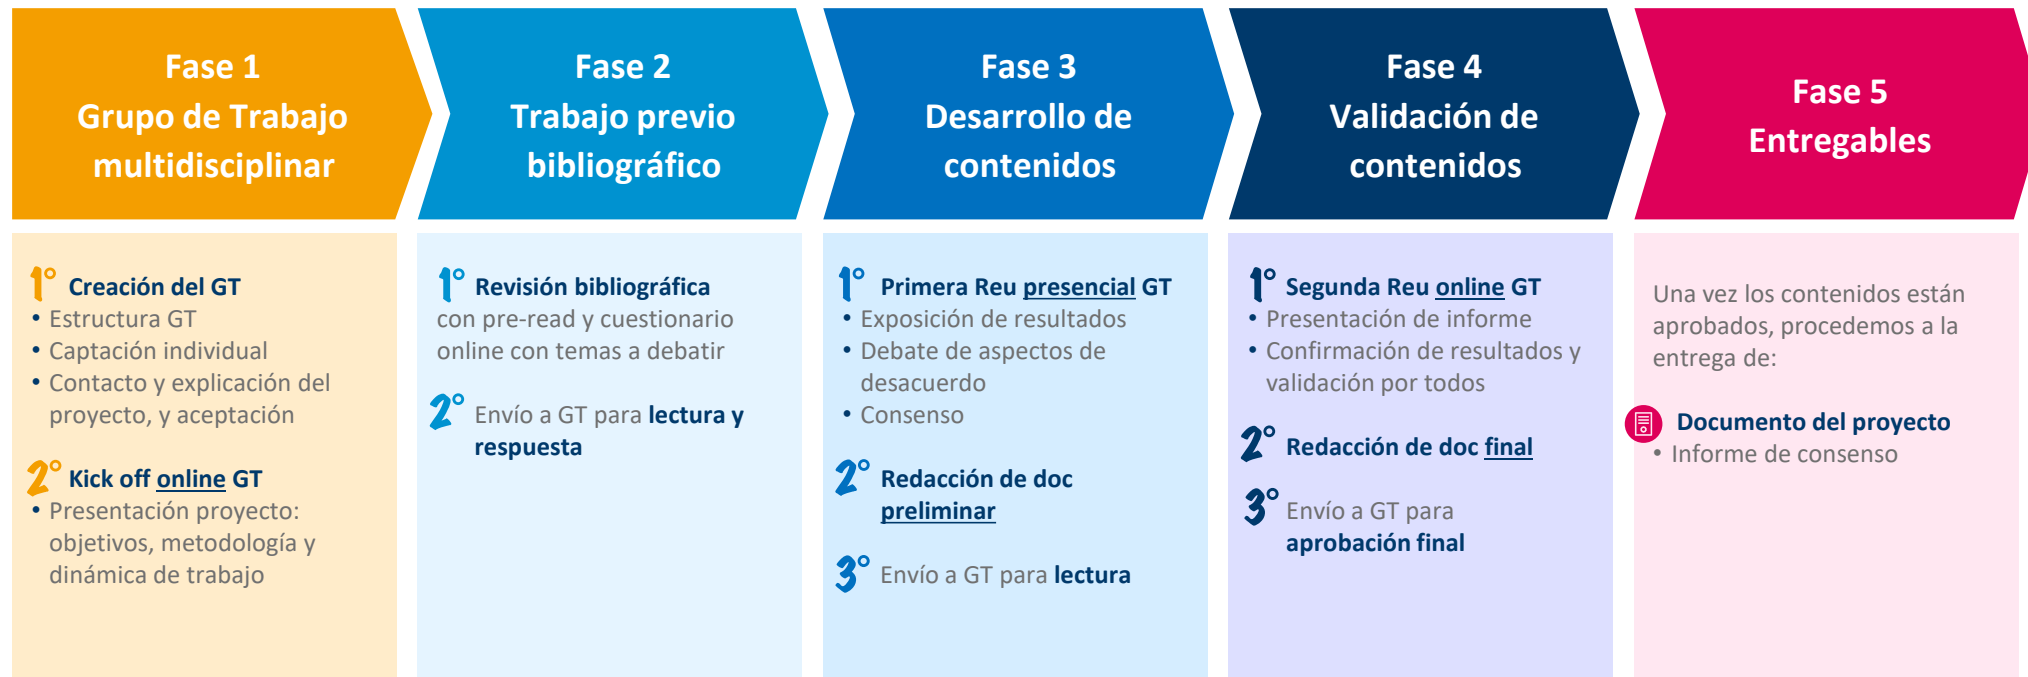 Fase 1
Grupo de Trabajo
multidisciplinar
Fase 2
Trabajo previo
bibliográfico
Fase 3
Desarrollo de
contenidos
Fase 4
Validación de
contenidos
Fase 5
Entregables
1° Creación del GT
• Estructura GT
• Captación individual
• Contacto y explicación del
proyecto, y aceptación
2° Kick off online GT
• Presentación proyecto:
objetivos, metodología y
dinámica de trabajo
1° Revisión bibliográfica
con pre-read y cuestionario
online con temas a debatir
2° Envío a GT para lectura y
respuesta
1° Primera Reu presencial GT
• Exposición de resultados
• Debate de aspectos de
desacuerdo
• Consenso
2° Redacción de doc
preliminar
3° Envío a GT para lectura
1° Segunda Reu online GT
• Presentación de informe
• Confirmación de resultados y
validación por todos
2° Redacción de doc final
3° Envío a GT para
aprobación final
Una vez los contenidos están
aprobados, procedemos a la
entrega de:
Documento del proyecto
• Informe de consenso